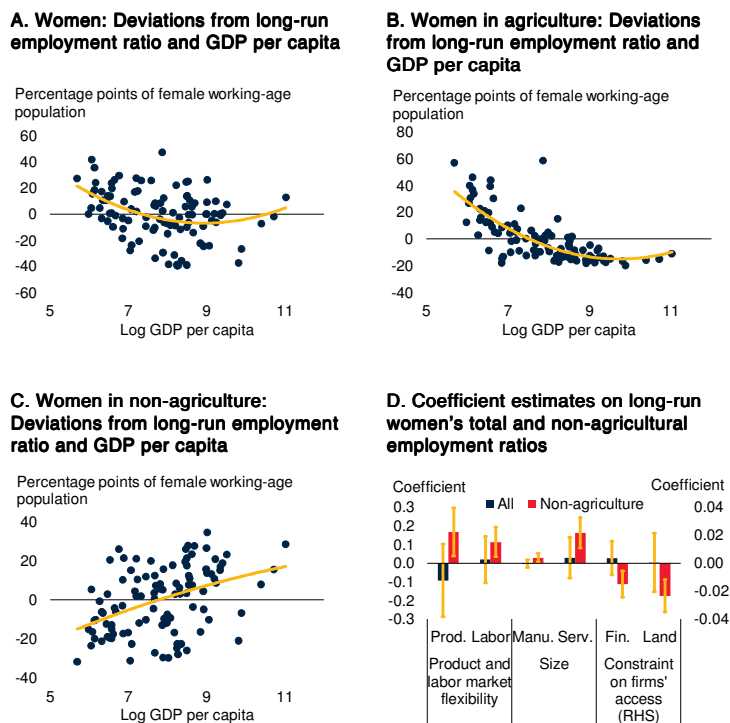 A. Women: Deviations from long-run
employment ratio and GDP per capita
Percentage points of female working-age
population
60
40
20
0
-20
-40
-60
5 7 9 11
Log GDP per capita
B. Women in agriculture: Deviations
from long-run employment ratio and
GDP per capita
Percentage points of female working-age
population
80
60
40
20
0
-20
-40
5 7 9 11
Log GDP per capita
C. Women in non-agriculture:
Deviations from long-run employment
ratio and GDP per capita
Percentage points of female working-age
population
40
20
0
-20
-40
5 7 9 11
Log GDP per capita
D. Coefficient estimates on long-run
women's total and non-agricultural
employment ratios
Coefficient Coefficient
All Non-agriculture
0.3 0.04
0.2 0.02
0.1
0.0 0.00
-0.1
-0.2 -0.02
-0.3 -0.04
Prod. Labor Manu. Serv. Fin. Land
Product and Size Constraint
labor market on firms'
flexibility access
(RHS)